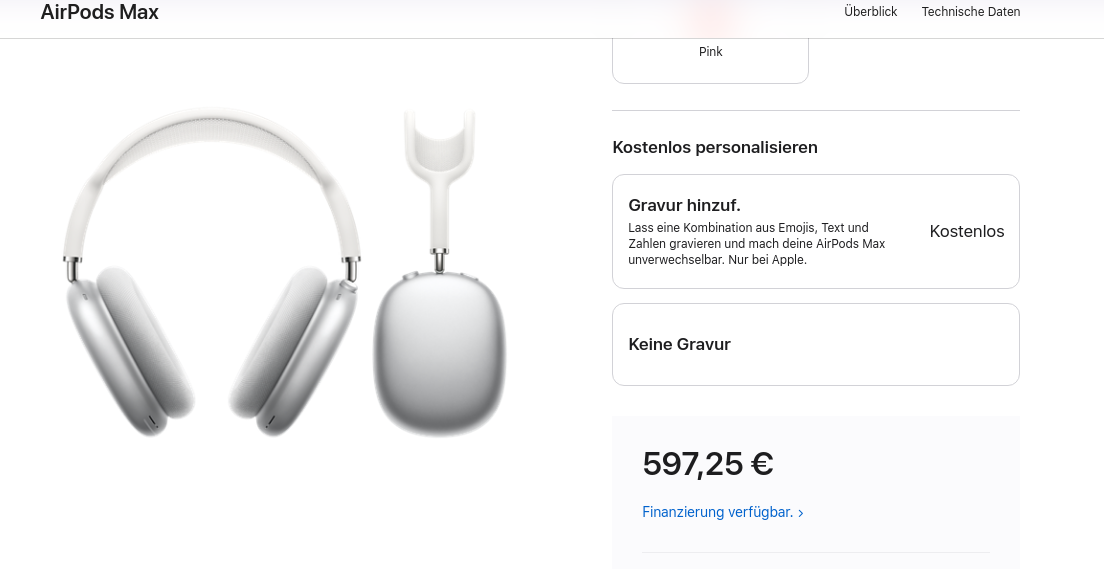 AirPods Max
Überblick
Technische Daten
Pink
Kostenlos personalisieren
Gravur hinzuf.
Lass eine Kombination aus Emojis, Text und
Zahlen gravieren und mach deine AirPods Max
unverwechselbar. Nur bei Apple.
Kostenlos
Keine Gravur
597,25 €
Finanzierung verfügbar. ›